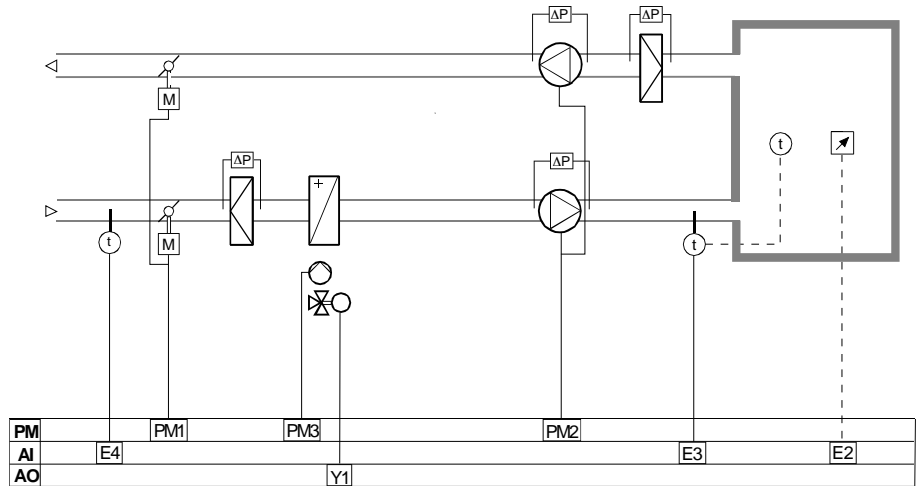 ΔP ΔP
M
t
ΔP + ΔP
t M t
PM PM1 PM3 PM2
AI E4 E3 E2
AO Y1